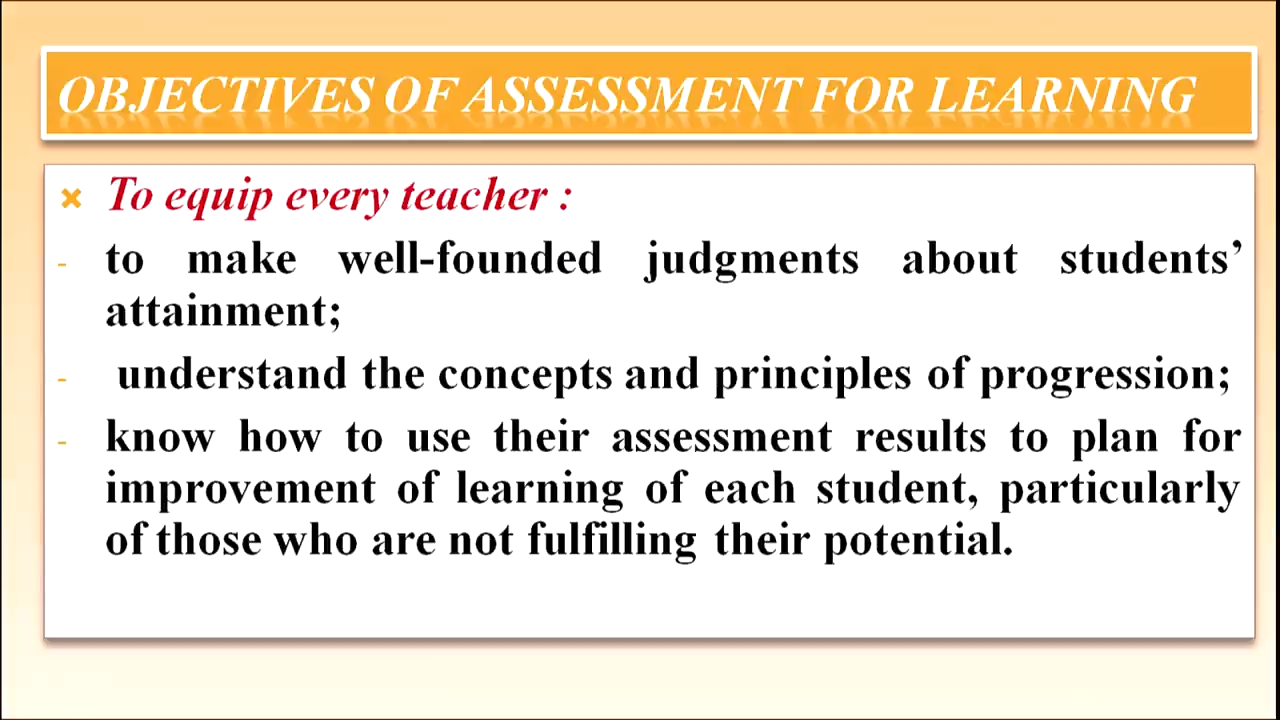 OBJECTIVES OF ASSESSMENT FOR LEARNING
To equip every teacher :
- to make well-founded judgments about students’
attainment;
- understand the concepts and principles of progression;
- know how to use their assessment results to plan for
improvement of learning of each student, particularly
of those who are not fulfilling their potential.